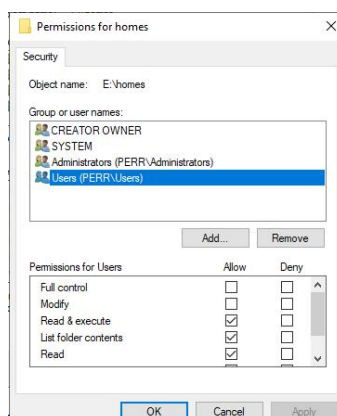 Permissions for homes
Security
Object name: E:\homes
Group or user names:
CREATOR OWNER
SYSTEM
Administrators (PERR\Administrators)
Users (PERR\Users)
Add... Remove
Permissions for Users Allow Deny
Full control
Modify
Read & execute
List folder contents
Read
OK Cancel Apply